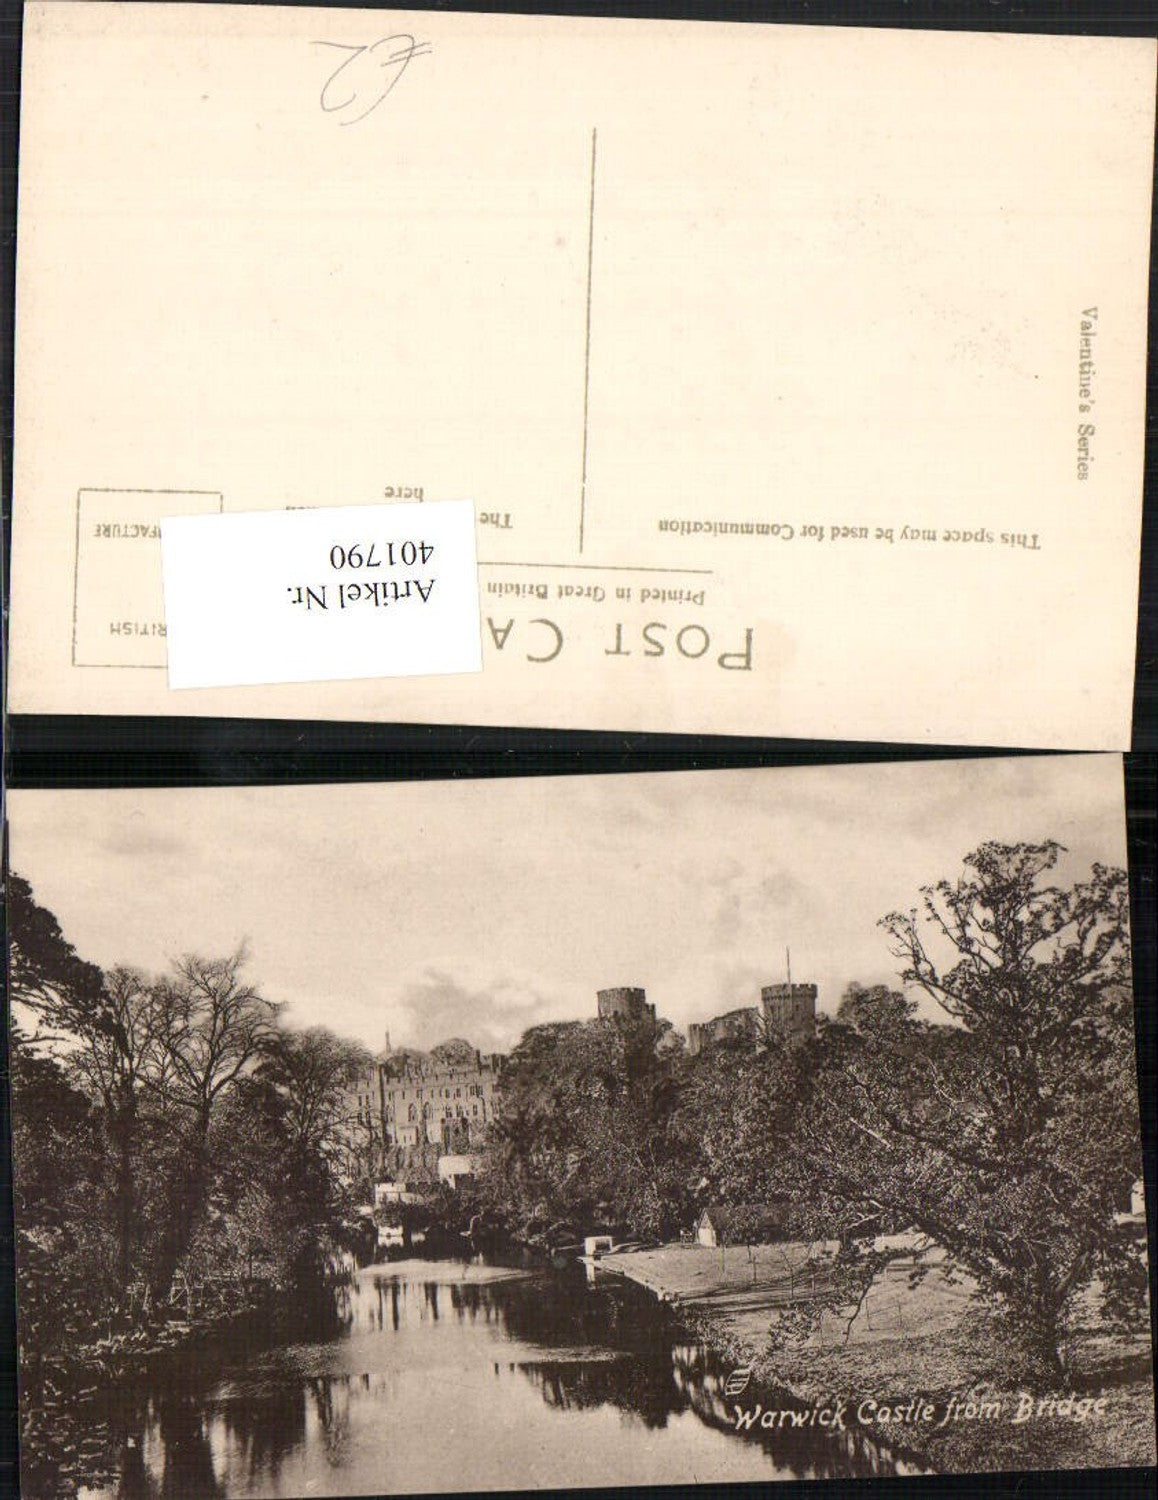 £2
Valentine's Series
POST CA
Printed in Great Britain
This space may be used for Communication
The
here
RITISH
FACTURE
Artikel Nr.
401790
Warwick Castle from Bridge